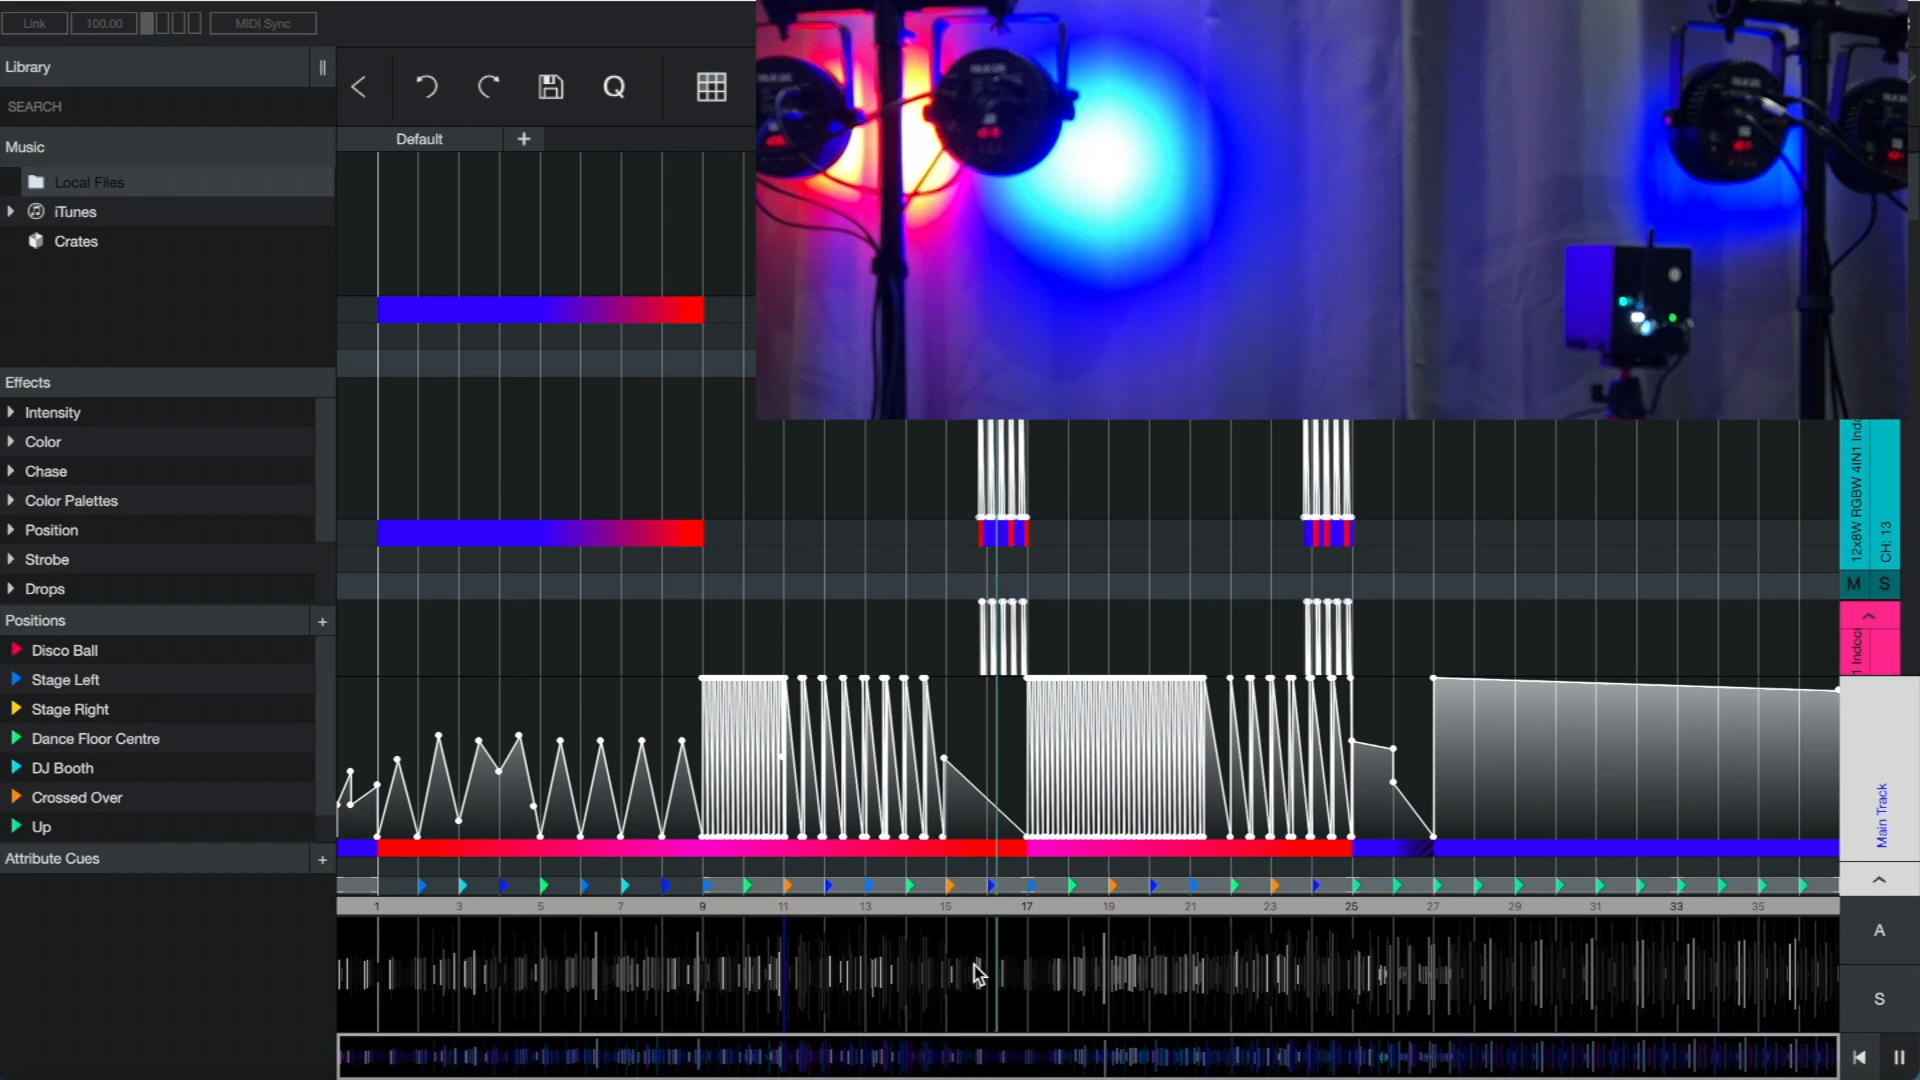 Link 100.00 MIDI Sync
Library
SEARCH
Music
Local Files
iTunes
Crates
Effects
Intensity
Color
Chase
Color Palettes
Position
Strobe
Drops
Positions +
Disco Ball
Stage Left
Stage Right
Dance Floor Centre
DJ Booth
Crossed Over
Up
Attribute Cues +
Q
Default +
12x8W RGBW 4IN1
CH: 13
M S
Main Track
1 3 5 7 9 11 13 15 17 19 21 23 25 27 29 31 33 35
A
S